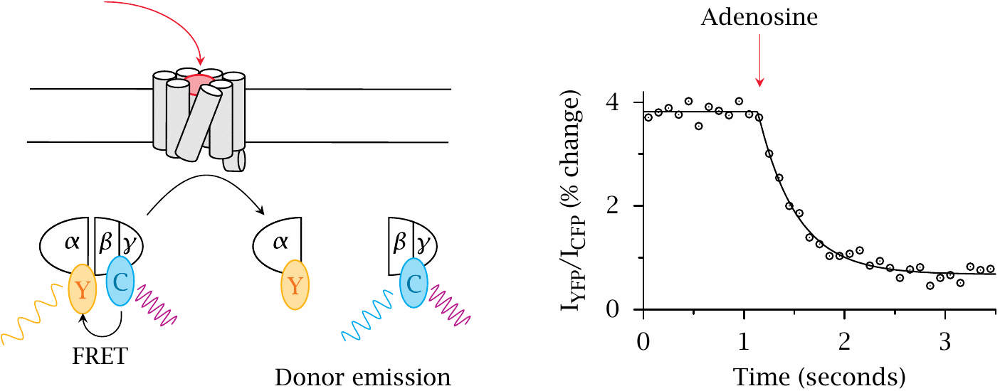 Adenosine
α β γ
Y C
FRET
α
Y
β γ
C
Donor emission
I_YFP/I_CFP (% change)
4
2
0
0 1 2 3
Time (seconds)